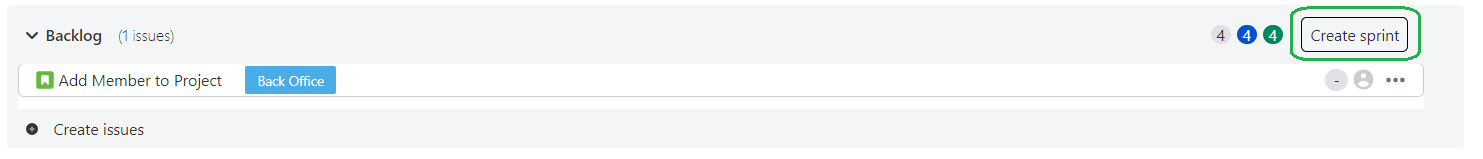 Backlog (1 issues) 4 4 4 Create sprint
Add Member to Project Back Office -
Create issues